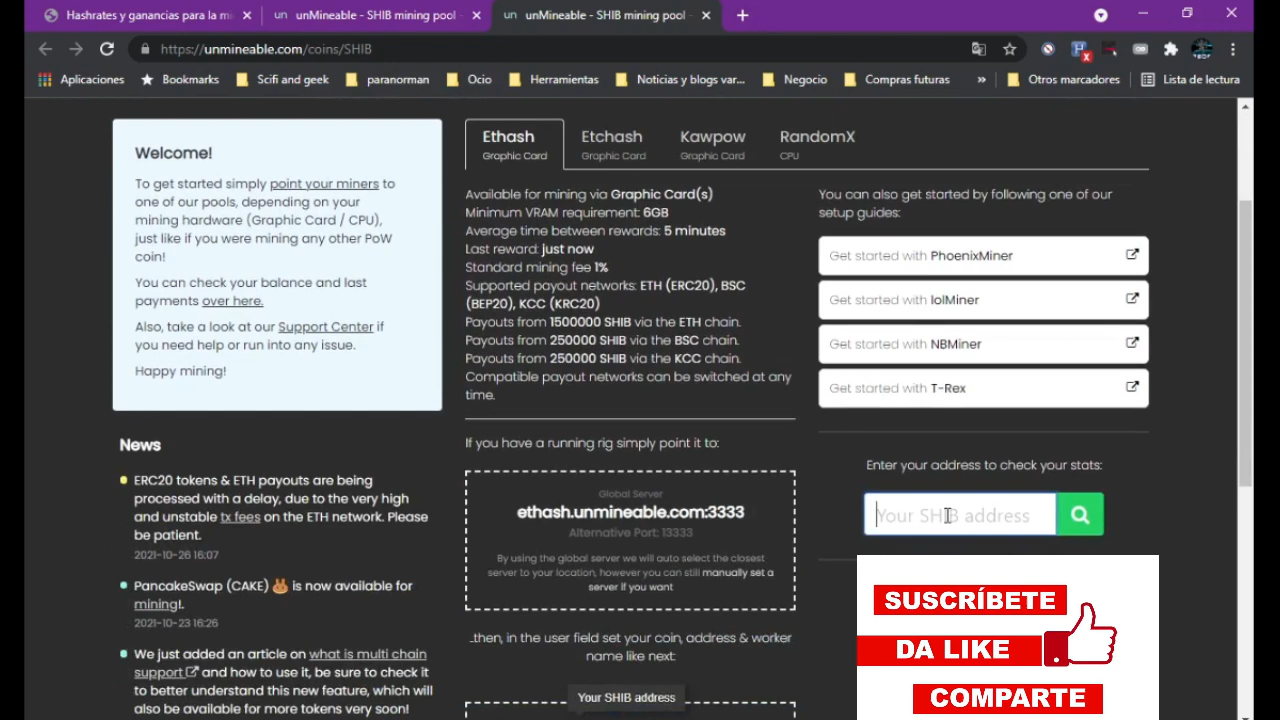 Hashrates y ganancias para la mi
unMineable - SHIB mining pool
unMineable - SHIB mining pool
https://unmineable.com/coins/SHIB
Aplicaciones
Bookmarks
Scifi and geek
paranorman
Ocio
Herramientas
Noticias y blogs var...
Negocio
Compras futuras
»
Otros marcadores
Lista de lectura
Welcome!
To get started simply point your miners to
one of our pools, depending on your
mining hardware (Graphic Card / CPU),
just like if you were mining any other PoW
coin!
You can check your balance and last
payments over here.
Also, take a look at our Support Center if
you need help or run into any issue.
Happy mining!
News
ERC20 tokens & ETH payouts are being
processed with a delay, due to the very high
and unstable tx fees on the ETH network. Please
be patient.
2021-10-26 16:07
PancakeSwap (CAKE) 🥞 is now available for
mining!.
2021-10-23 16:26
We just added an article on what is multi chain
support and how to use it, be sure to check it
to better understand this new feature, which will
also be available for more tokens very soon!
Ethash
Graphic Card
Etchash
Graphic Card
Kawpow
Graphic Card
RandomX
CPU
Available for mining via Graphic Card(s)
Minimum VRAM requirement: 6GB
Average time between rewards: 5 minutes
Last reward: just now
Standard mining fee 1%
Supported payout networks: ETH (ERC20), BSC
(BEP20), KCC (KRC20)
Payouts from 1500000 SHIB via the ETH chain.
Payouts from 250000 SHIB via the BSC chain.
Payouts from 250000 SHIB via the KCC chain.
Compatible payout networks can be switched at any
time.
If you have a running rig simply point it to:
Global Server
ethash.unmineable.com:3333
Alternative Port: 13333
By using the global server we will auto select the closest
server to your location, however you can still manually set a
server if you want
..then, in the user field set your coin, address & worker
name like next:
Your SHIB address
You can also get started by following one of our
setup guides:
Get started with PhoenixMiner
Get started with lolMiner
Get started with NBMiner
Get started with T-Rex
Enter your address to check your stats:
Your SHIB address
SUSCRÍBETE
DA LIKE
COMPARTE